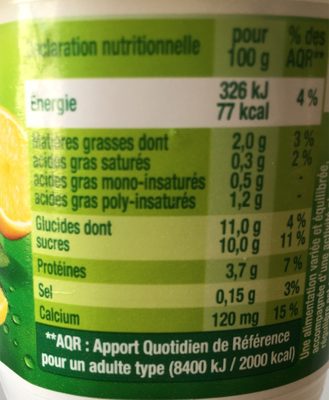 nutritionnelle
pour
100 g
% des
AQR**
Énergie
326 kJ
77 kcal
4 %
Matières grasses dont
2,0 g
3 %
acides gras saturés
0,3 g
2 %
acides gras mono-insaturés
0,5 g
-
acides gras poly-insaturés
1,2 g
-
Glucides dont
11,0 g
4 %
sucres
10,0 g
11 %
Protéines
3,7 g
7 %
Sel
0,15 g
3%
Calcium
120 mg
15 %
**AQR : Apport Quotidien de Référence
pour un adulte type (8400 kJ / 2000 kcal)
Une alimentation variée et équilibrée